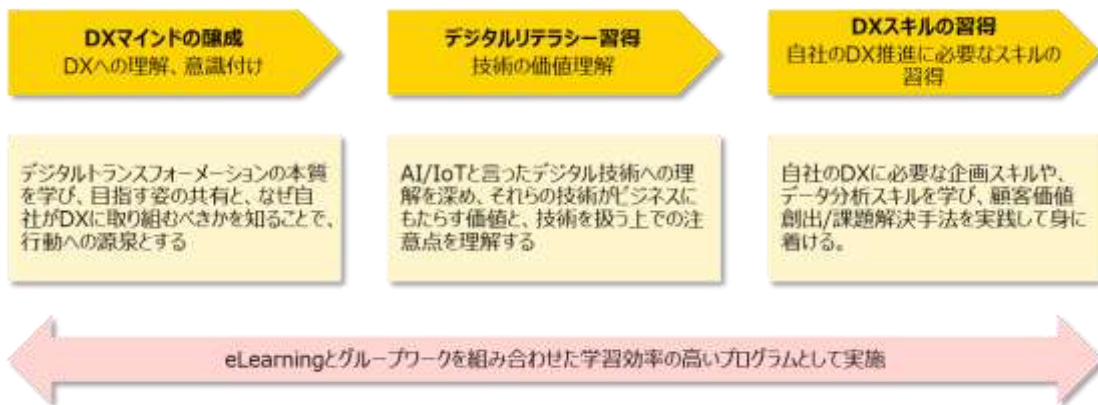 DXマインドの醸成
DXへの理解、意識付け
デジタルリテラシー習得
技術の価値理解
DXスキルの習得
自社のDX推進に必要なスキルの
習得
デジタルトランスフォーメーションの本質
を学び、目指す姿の共有と、なぜ自
社がDXに取り組むべきかを知ることで、
行動への源泉とする
AI/IoTと言ったデジタル技術への理
解を深め、それらの技術がビジネスに
もたらす価値と、技術を扱う上での注
意点を理解する
自社のDXに必要な企画スキルや、
データ分析スキルを学び、顧客価値
創出/課題解決手法を実践して身に
着ける。
eLearningとグループワークを組み合わせた学習効率の高いプログラムとして実施